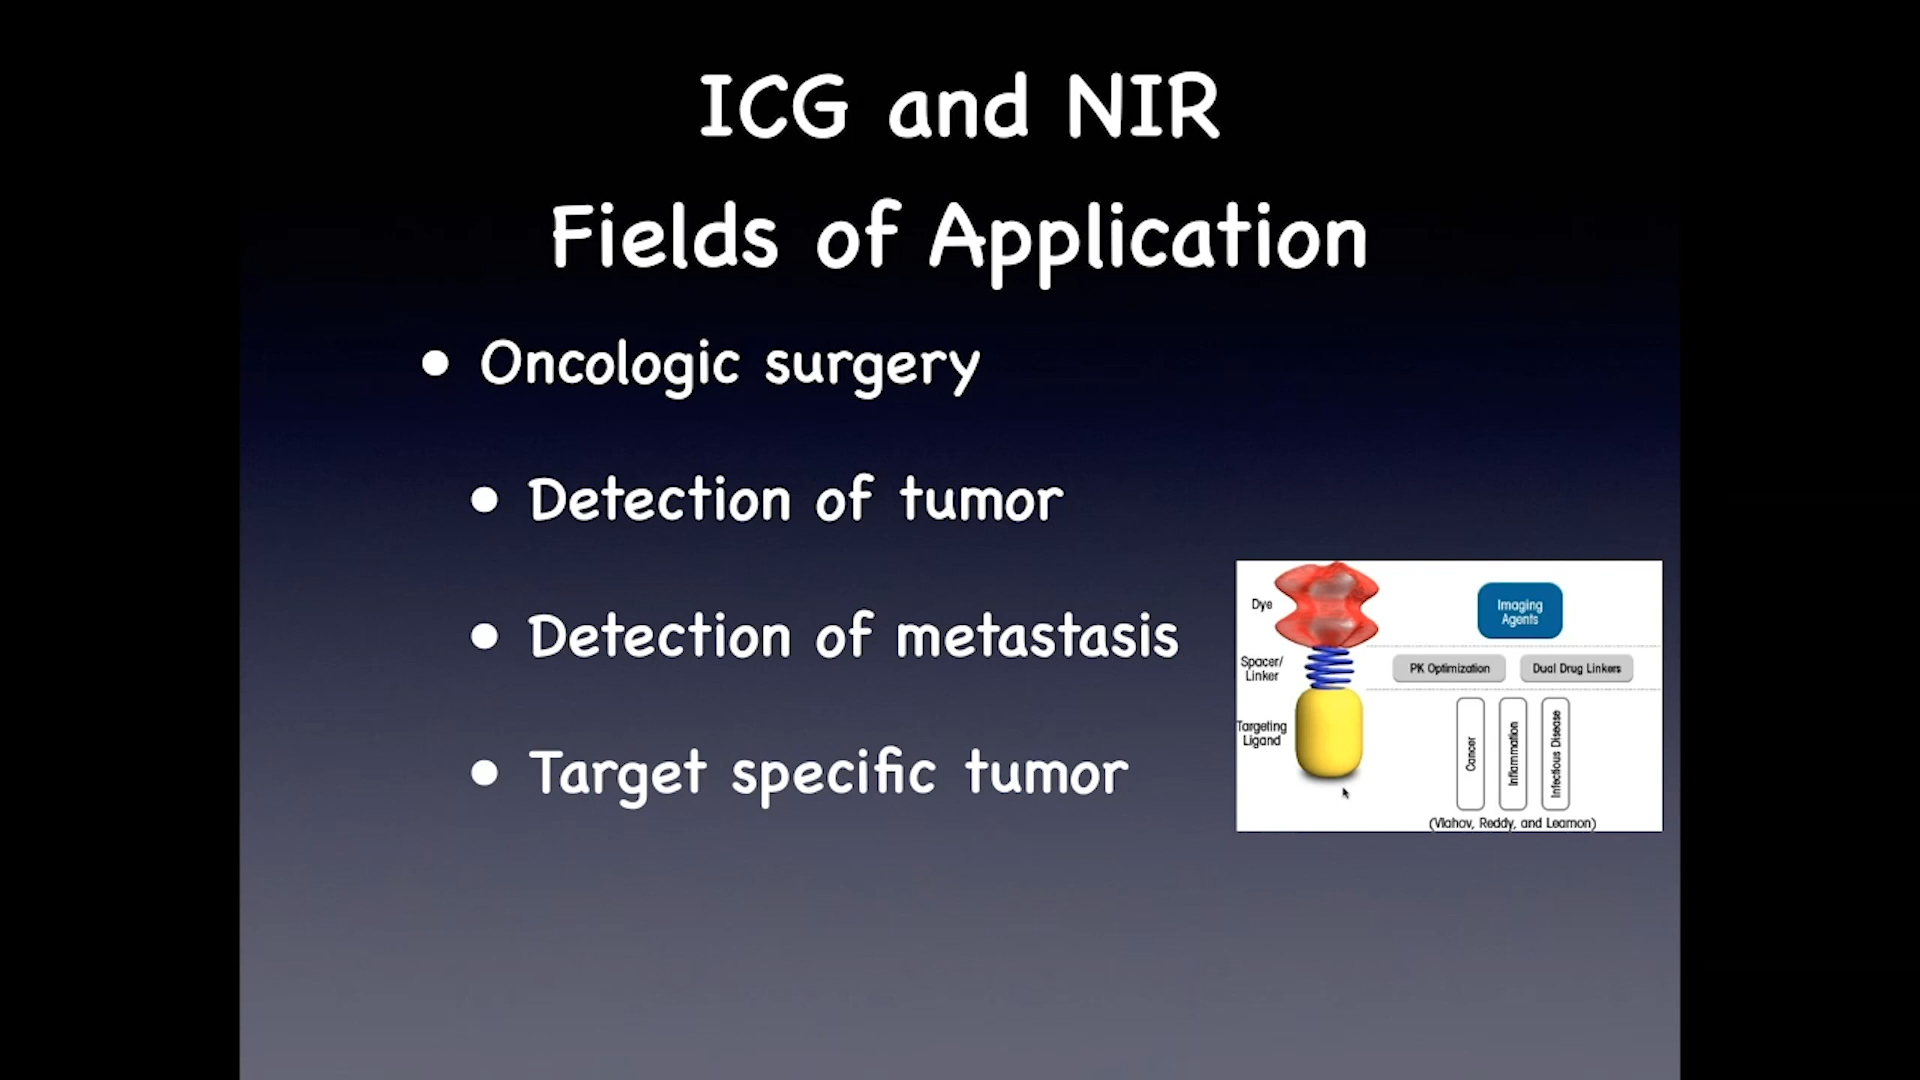 ICG and NIR
Fields of Application
• Oncologic surgery
• Detection of tumor
• Detection of metastasis
• Target specific tumor
Dye
Imaging
Agents
Spacer/
Linker
PK Optimization
Dual Drug Linkers
Targeting
Ligand
Cancer
Inflammation
Infectious Disease
(Vlahov, Reddy, and Leamon)